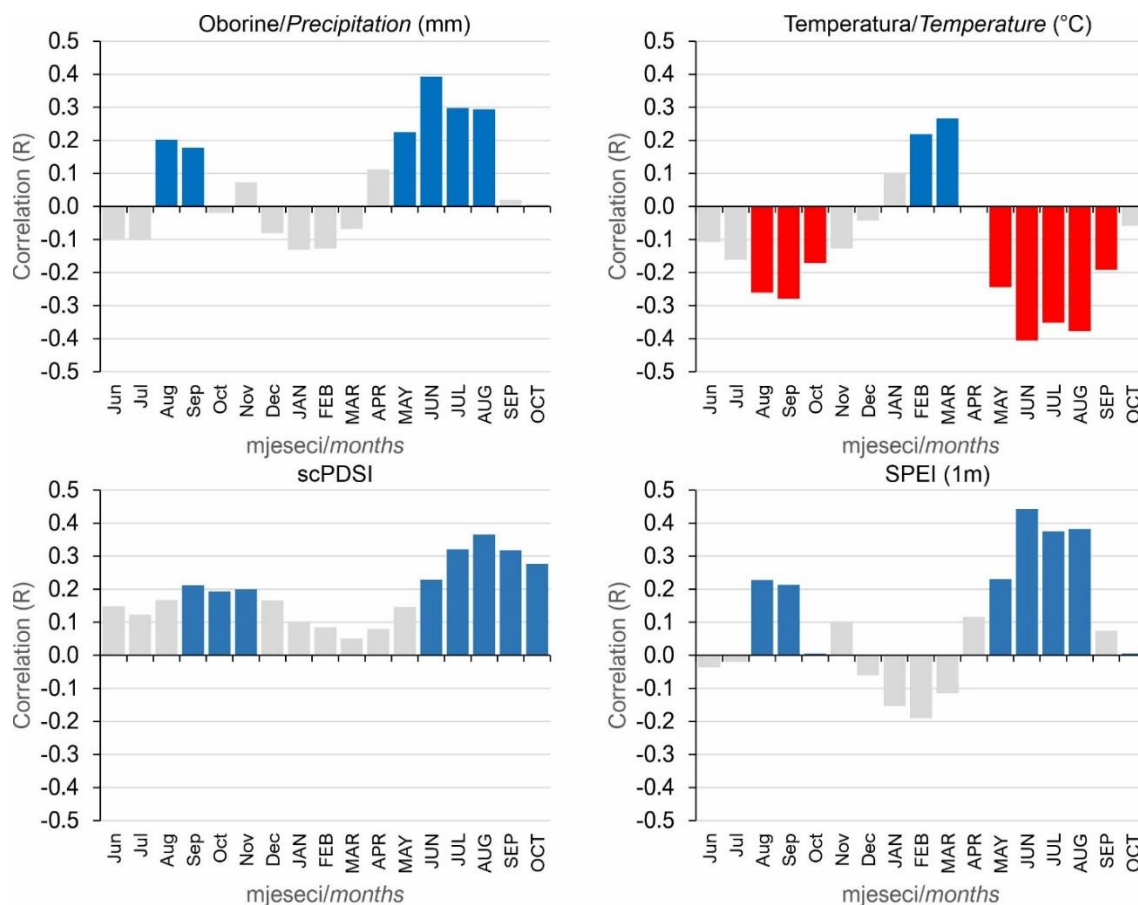 Oborine/Precipitation (mm)
0.5
0.4
0.3
0.2
0.1
0.0
-0.1
-0.2
-0.3
-0.4
-0.5
Correlation (R)
Jun Jul Aug Sep Oct Nov Dec JAN FEB MAR APR MAY JUN JUL AUG SEP OCT
mjeseci/months
Temperatura/Temperature (°C)
0.5
0.4
0.3
0.2
0.1
0.0
-0.1
-0.2
-0.3
-0.4
-0.5
Correlation (R)
Jun Jul Aug Sep Oct Nov Dec JAN FEB MAR APR MAY JUN JUL AUG SEP OCT
mjeseci/months
scPDSI
0.5
0.4
0.3
0.2
0.1
0.0
-0.1
-0.2
-0.3
-0.4
-0.5
Correlation (R)
Jun Jul Aug Sep Oct Nov Dec JAN FEB MAR APR MAY JUN JUL AUG SEP OCT
mjeseci/months
SPEI (1m)
0.5
0.4
0.3
0.2
0.1
0.0
-0.1
-0.2
-0.3
-0.4
-0.5
Correlation (R)
Jun Jul Aug Sep Oct Nov Dec JAN FEB MAR APR MAY JUN JUL AUG SEP OCT
mjeseci/months